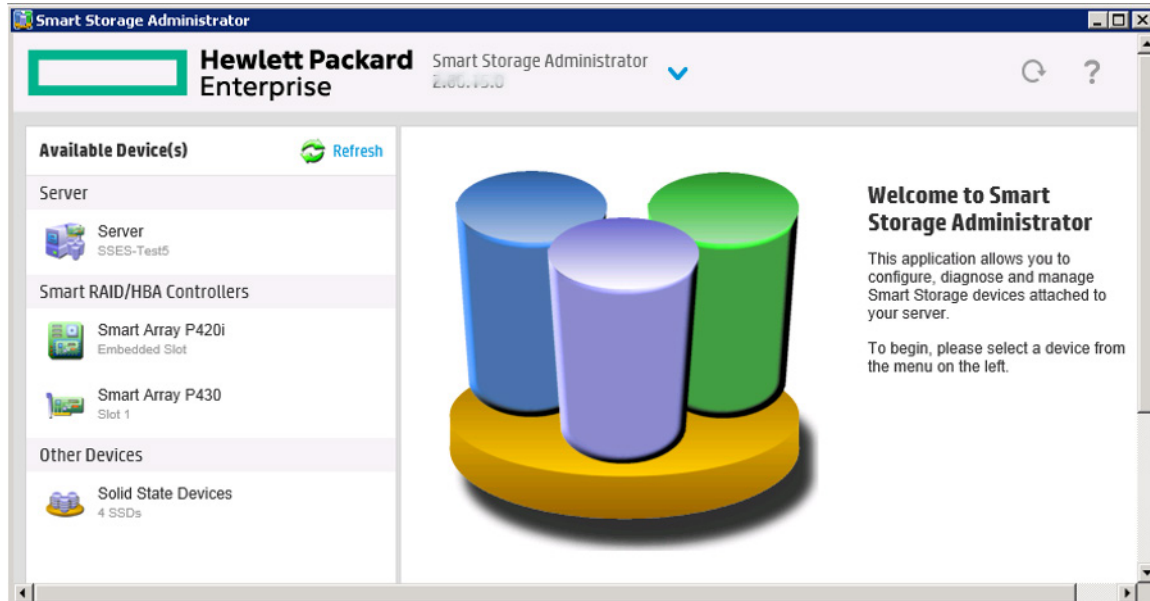 Smart Storage Administrator
Hewlett Packard
Enterprise
Smart Storage Administrator
?
Available Device(s)
Refresh
Server
Server
SSES-Test5
Smart RAID/HBA Controllers
Smart Array P420i
Embedded Slot
Smart Array P430
Slot 1
Other Devices
Solid State Devices
4 SSDs
Welcome to Smart
Storage Administrator
This application allows you to
configure, diagnose and manage
Smart Storage devices attached to
your server.
To begin, please select a device from
the menu on the left.